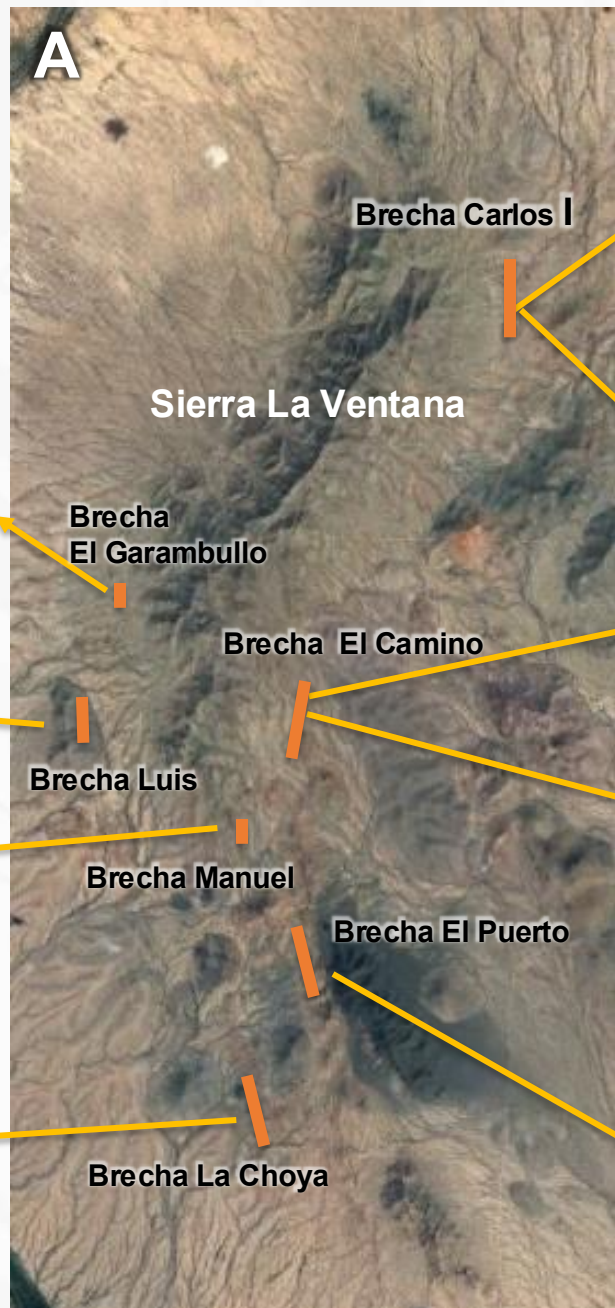 A
Brecha Carlos I
Sierra La Ventana
Brecha
El Garambullo
Brecha El Camino
Brecha Luis
Brecha Manuel
Brecha El Puerto
Brecha La Choya